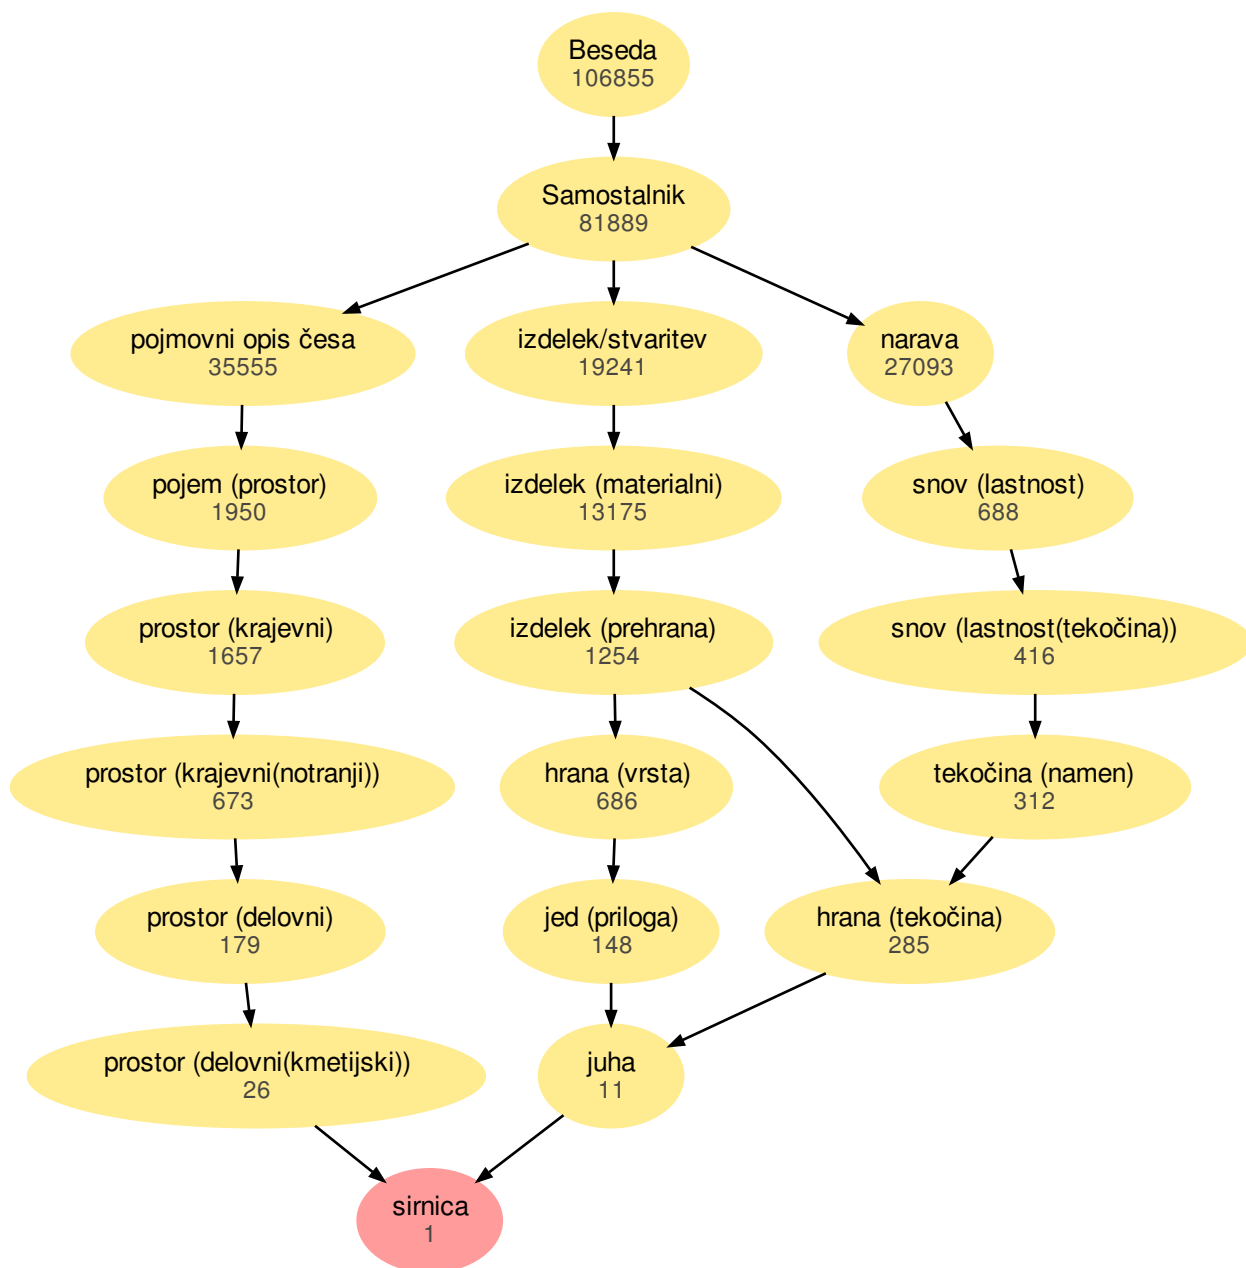 Beseda
106855
Samostalnik
81889
pojmovni opis česa
35555
izdelek/stvaritev
19241
narava
27093
pojem (prostor)
1950
izdelek (materialni)
13175
snov (lastnost)
688
prostor (krajevni)
1657
izdelek (prehrana)
1254
snov (lastnost(tekočina))
416
prostor (krajevni(notranji))
673
hrana (vrsta)
686
tekočina (namen)
312
prostor (delovni)
179
jed (priloga)
148
hrana (tekočina)
285
prostor (delovni(kmetijski))
26
juha
11
sirnica
1